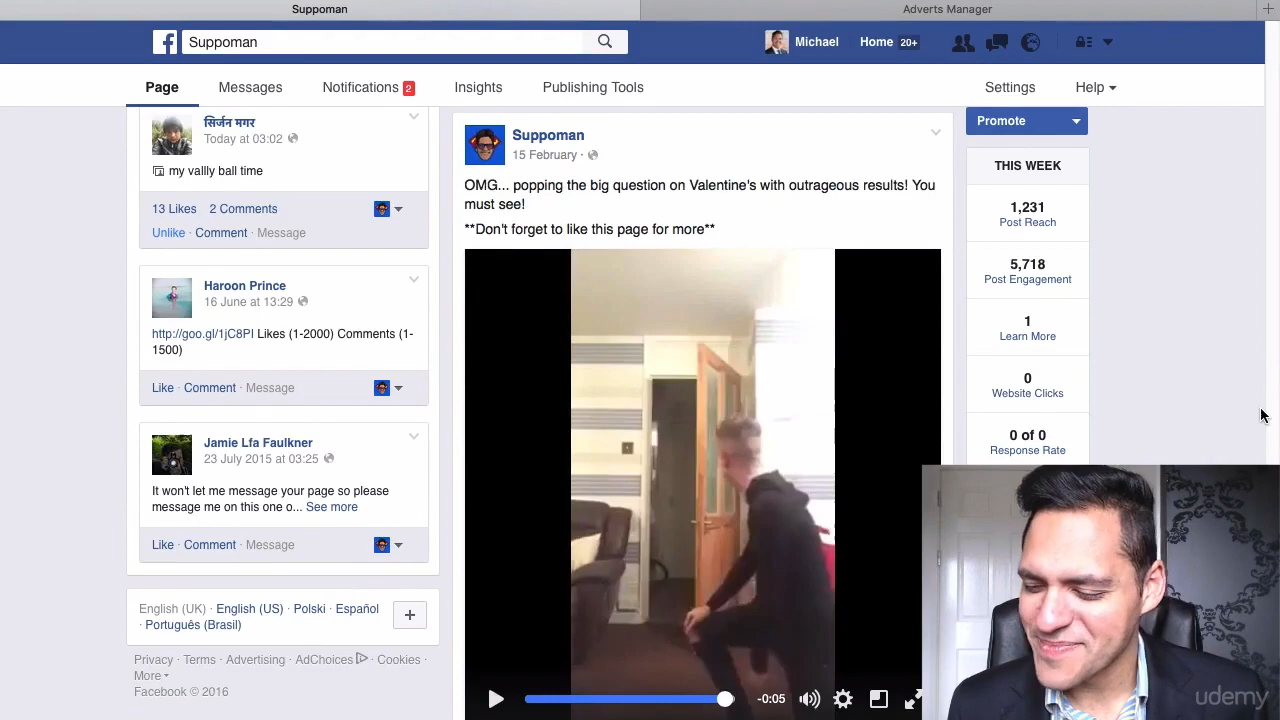 Suppoman
Adverts Manager
Suppoman
Michael
Home 20+
Page
Messages
Notifications 2
Insights
Publishing Tools
Settings
Help
सिर्जन मगर
Today at 03:02
my vallly ball time
13 Likes 2 Comments
Unlike · Comment · Message
Haroon Prince
16 June at 13:29
http://goo.gl/1jC8PI Likes (1-2000) Comments (1-
1500)
Like · Comment · Message
Jamie Lfa Faulkner
23 July 2015 at 03:25
It won't let me message your page so please
message me on this one o... See more
Like · Comment · Message
English (UK) · English (US) · Polski · Español
· Português (Brasil)
Privacy · Terms · Advertising · AdChoices · Cookies ·
More
Facebook © 2016
Suppoman
15 February ·
OMG... popping the big question on Valentine's with outrageous results! You
must see!
**Don't forget to like this page for more**
-0:05
Promote
THIS WEEK
1,231
Post Reach
5,718
Post Engagement
1
Learn More
0
Website Clicks
0 of 0
Response Rate
udemy